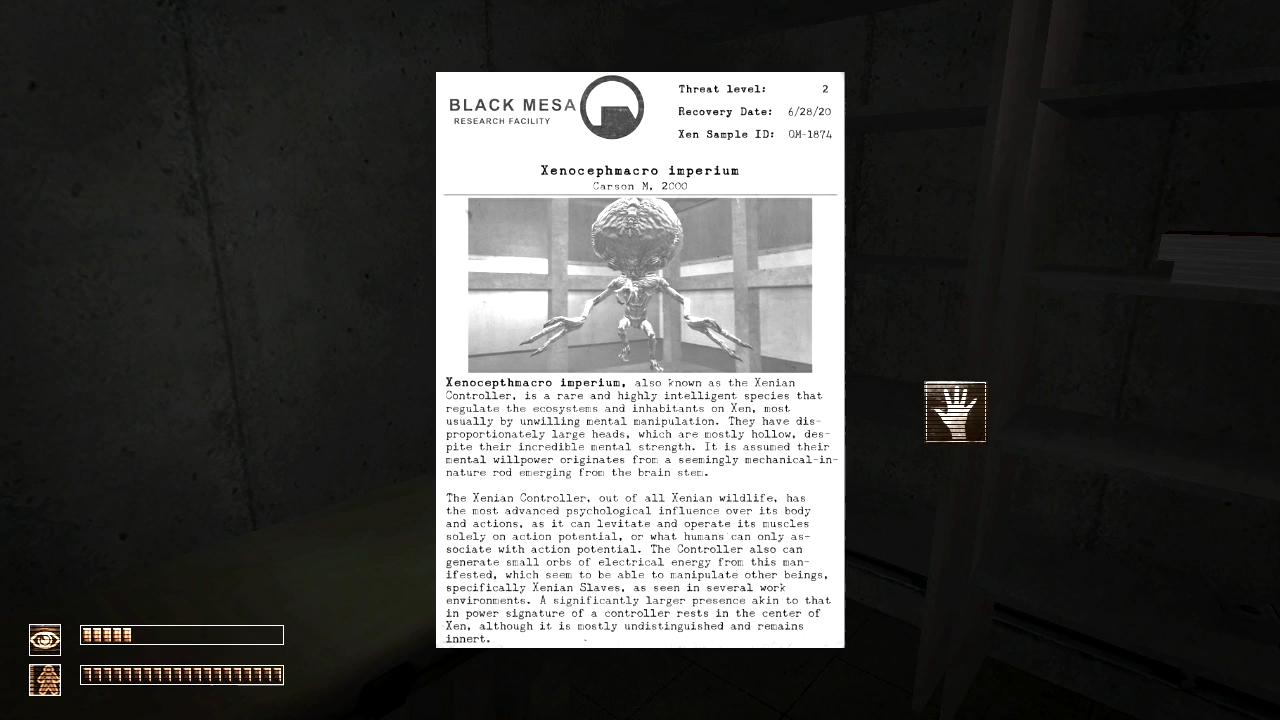 BLACK MESA
RESEARCH FACILITY
Threat level: 2
Recovery Date: 6/28/20
Xen Sample ID: OM-1874
Xenocephmacro imperium
Carson M, 2000
Xenocepthmacro imperium, also known as the Xenian
Controller, is a rare and highly intelligent species that
regulate the ecosystems and inhabitants on Xen, most
usually by unwilling mental manipulation. They have dis-
proportionately large heads, which are mostly hollow, des-
pite their incredible mental strength. It is assumed their
mental willpower originates from a seemingly mechanical-in-
nature rod emerging from the brain stem.
The Xenian Controller, out of all Xenian wildlife, has
the most advanced psychological influence over its body
and actions, as it can levitate and operate its muscles
solely on action potential, or what humans can only as-
sociate with action potential. The Controller also can
generate small orbs of electrical energy from this man-
ifested, which seem to be able to manipulate other beings,
specifically Xenian Slaves, as seen in several work
environments. A significantly larger presence akin to that
in power signature of a controller rests in the center of
Xen, although it is mostly undistinguished and remains
innert.